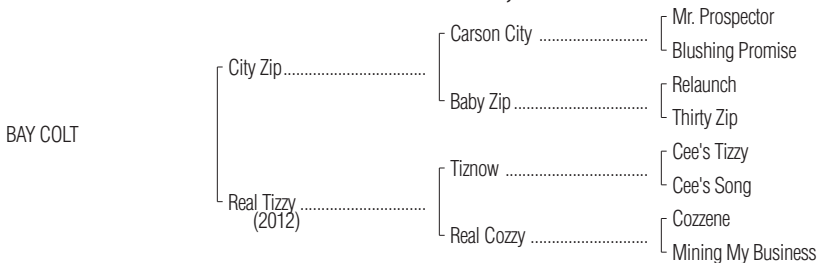 Mr. Prospector
Carson City ..............................
Blushing Promise
City Zip.......................................
Relaunch
Baby Zip.....................................
Thirty Zip
BAY COLT
Cee's Tizzy
Tiznow .......................................
Cee's Song
Real Tizzy ...................................
(2012)
Cozzene
Real Cozzy .................................
Mining My Business